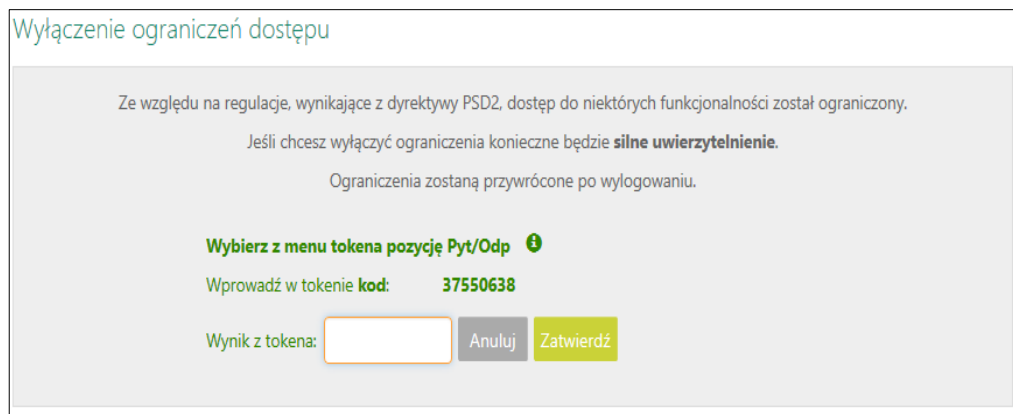 Wyłączenie ograniczeń dostępu
Ze względu na regulacje, wynikające z dyrektywy PSD2, dostęp do niektórych funkcjonalności został ograniczony.
Jeśli chcesz wyłączyć ograniczenia konieczne będzie silne uwierzytelnienie.
Ograniczenia zostaną przywrócone po wylogowaniu.
Wybierz z menu tokena pozycję Pyt/Odp
Wprowadź w tokenie kod: 37550638
Wynik z tokena: Anuluj Zatwierdź